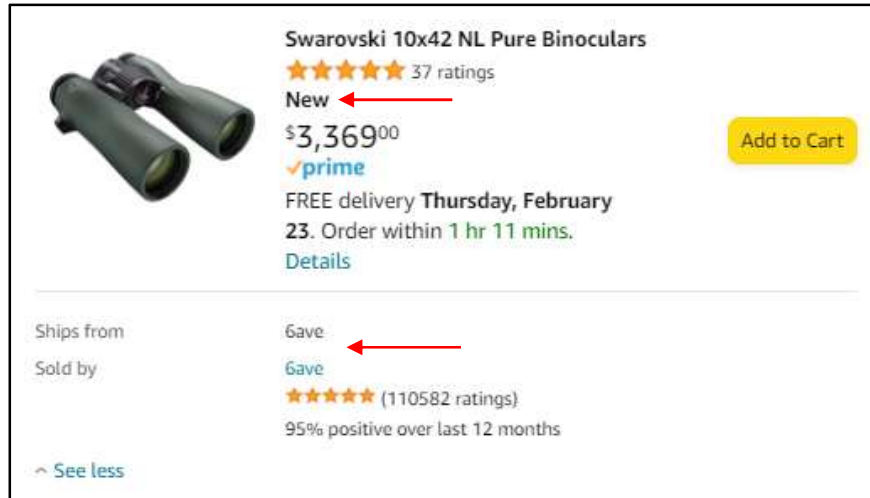 Swarovski 10x42 NL Pure Binoculars
37 ratings
New
$3,36900
Add to Cart
prime
FREE delivery Thursday, February
23. Order within 1 hr 11 mins.
Details
Ships from 6ave
Sold by 6ave
(110582 ratings)
95% positive over last 12 months
See less